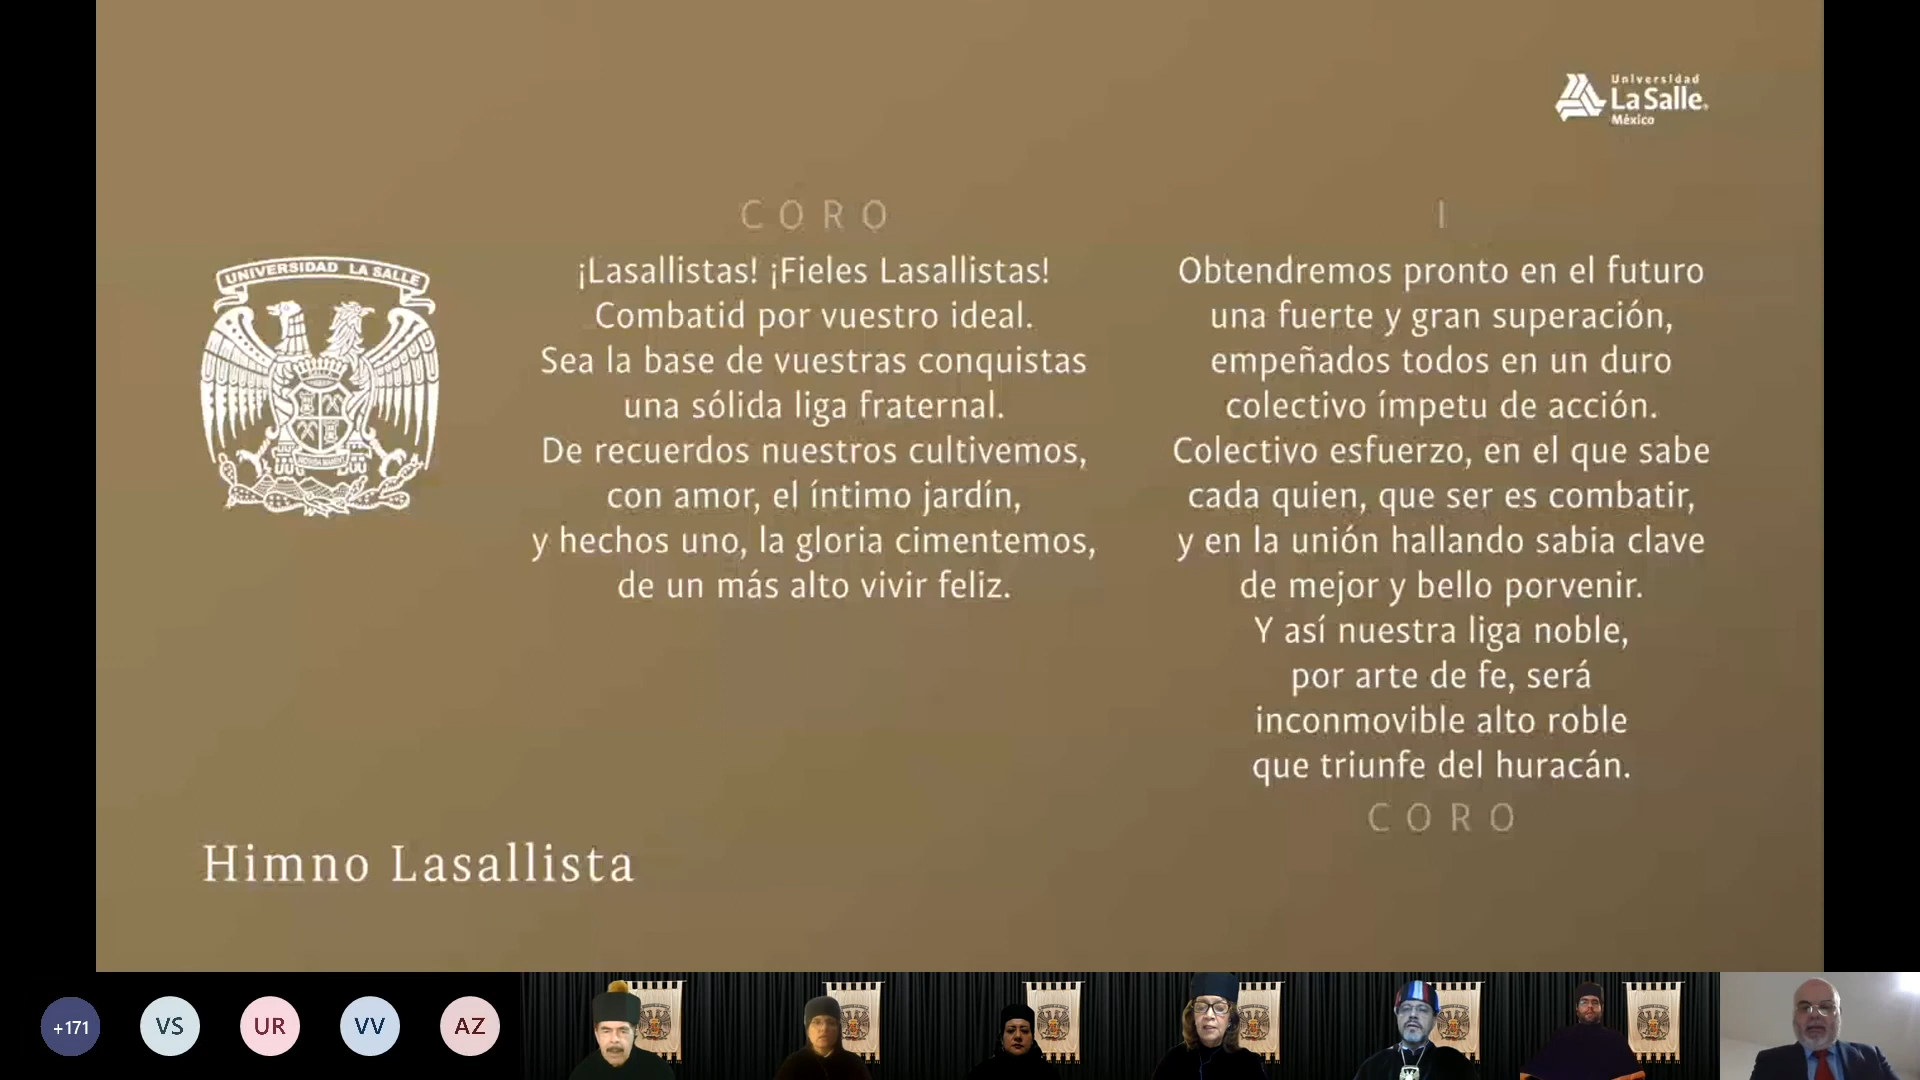 Universidad
La Salle
México
UNIVERSIDAD LA SALLE
CORO
¡Lasallistas! ¡Fieles Lasallistas!
Combatid por vuestro ideal.
Sea la base de vuestras conquistas
una sólida liga fraternal.
De recuerdos nuestros cultivemos,
con amor, el íntimo jardín,
y hechos uno, la gloria cimentemos,
de un más alto vivir feliz.
I
Obtendremos pronto en el futuro
una fuerte y gran superación,
empeñados todos en un duro
colectivo ímpetu de acción.
Colectivo esfuerzo, en el que sabe
cada quien, que ser es combatir,
y en la unión hallando sabia clave
de mejor y bello porvenir.
Y así nuestra liga noble,
por arte de fe, será
inconmovible alto roble
que triunfe del huracán.
CORO
Himno Lasallista
+171
VS
UR
VV
AZ